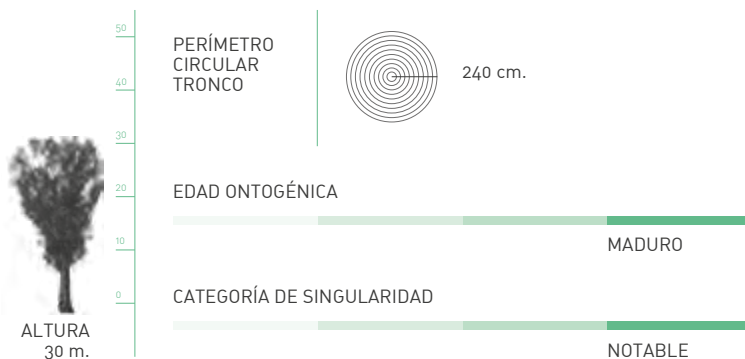 50
40
30
20
10
0
ALTURA
30 m.
PERÍMETRO
CIRCULAR
TRONCO
240 cm.
EDAD ONTOGÉNICA
MADURO
CATEGORÍA DE SINGULARIDAD
NOTABLE